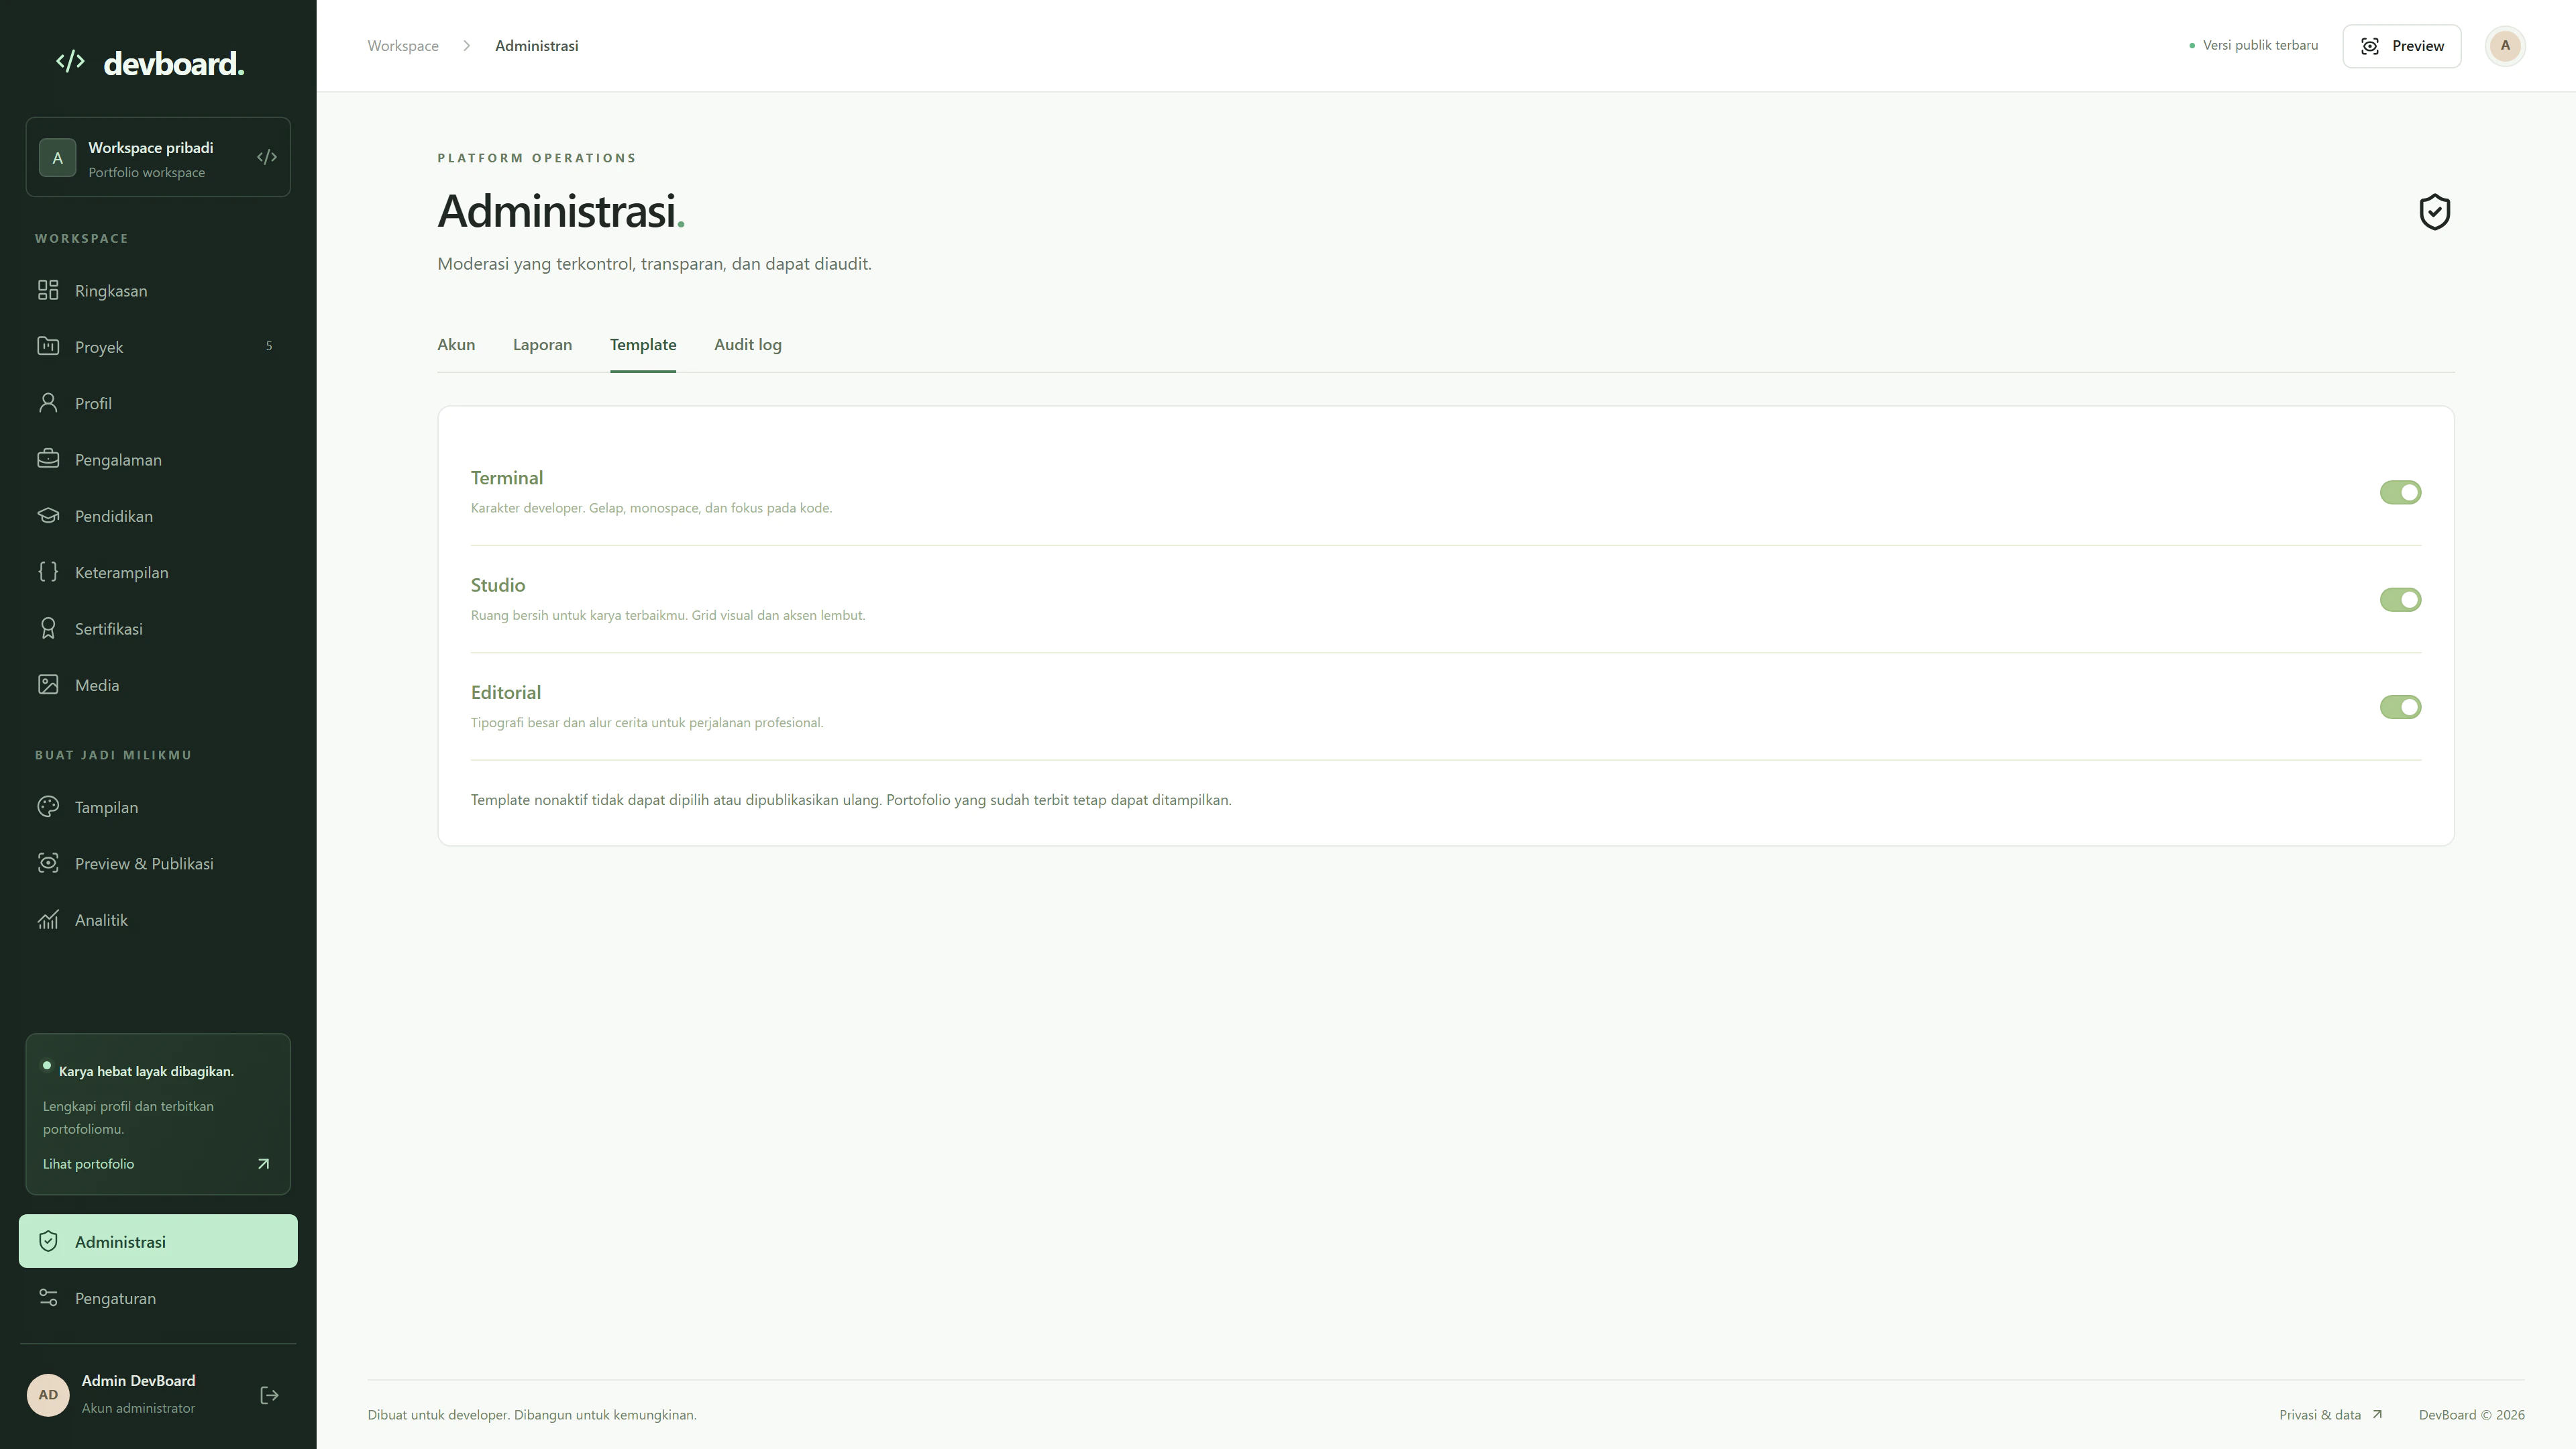 </> devboard.
A
Workspace pribadi
Portfolio workspace
</>
WORKSPACE
Ringkasan
Proyek 5
Profil
Pengalaman
Pendidikan
Keterampilan
Sertifikasi
Media
BUAT JADI MILIKMU
Tampilan
Preview & Publikasi
Analitik
Karya hebat layak dibagikan.
Lengkapi profil dan terbitkan
portofoliomu.
Lihat portofolio
Administrasi
Pengaturan
AD
Admin DevBoard
Akun administrator
Workspace Administrasi
Versi publik terbaru
Preview
A
PLATFORM OPERATIONS
Administrasi.
Moderasi yang terkontrol, transparan, dan dapat diaudit.
Akun Laporan Template Audit log
Terminal
Karakter developer. Gelap, monospace, dan fokus pada kode.
Studio
Ruang bersih untuk karya terbaikmu. Grid visual dan aksen lembut.
Editorial
Tipografi besar dan alur cerita untuk perjalanan profesional.
Template nonaktif tidak dapat dipilih atau dipublikasikan ulang. Portofolio yang sudah terbit tetap dapat ditampilkan.
Dibuat untuk developer. Dibangun untuk kemungkinan.
Privasi & data
DevBoard © 2026